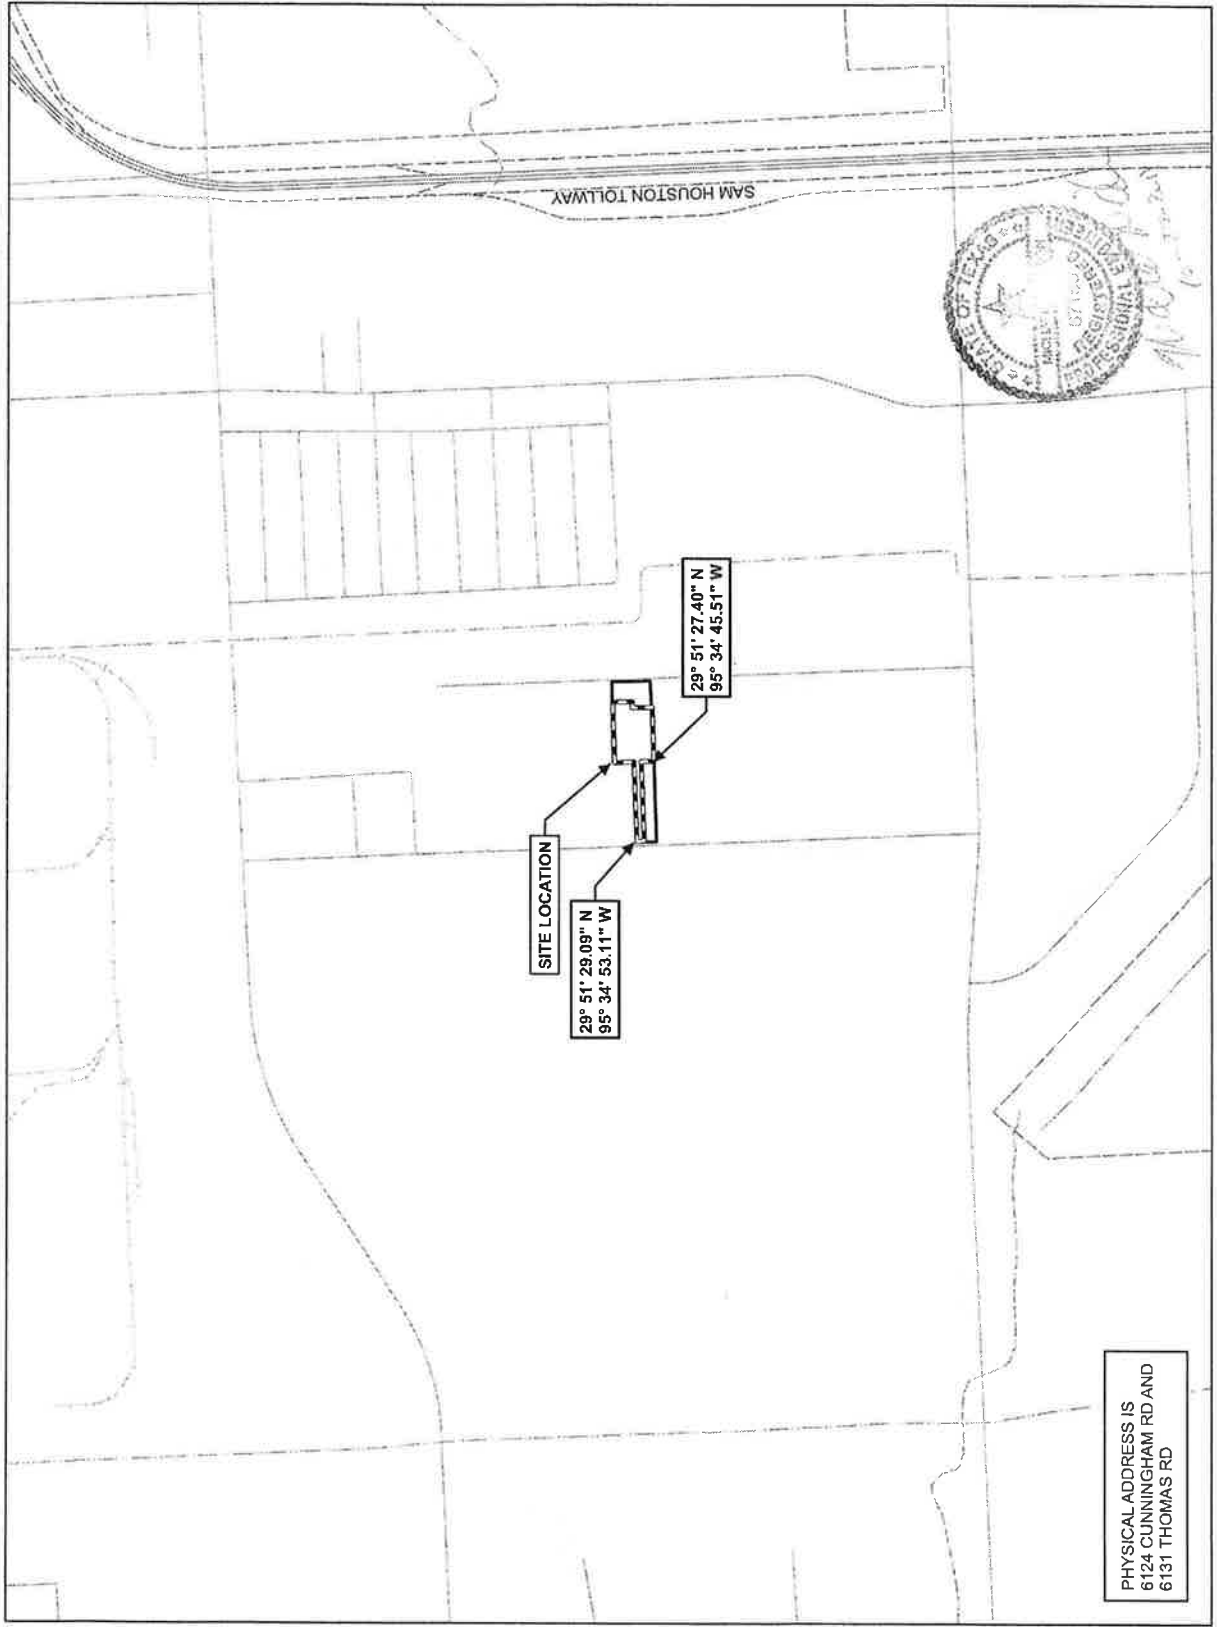 SAM HOUSTON TOLLWAY
SITE LOCATION
29° 51' 29.09" N
95° 34' 53.11" W
29° 51' 27.40" N
95° 34' 45.51" W
STATE OF TEXAS
REGISTERED
PROFESSIONAL ENGINEER
PHYSICAL ADDRESS IS
6124 CUNNINGHAM RD AND
6131 THOMAS RD